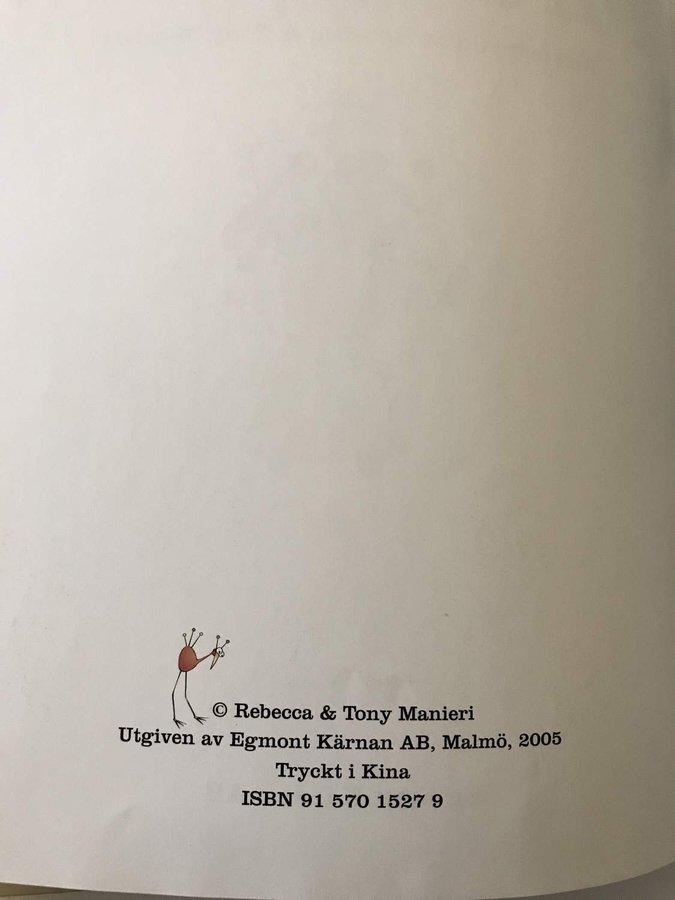 © Rebecca & Tony Manieri
Utgiven av Egmont Kärnan AB, Malmö, 2005
Tryckt i Kina
ISBN 91 570 1527 9